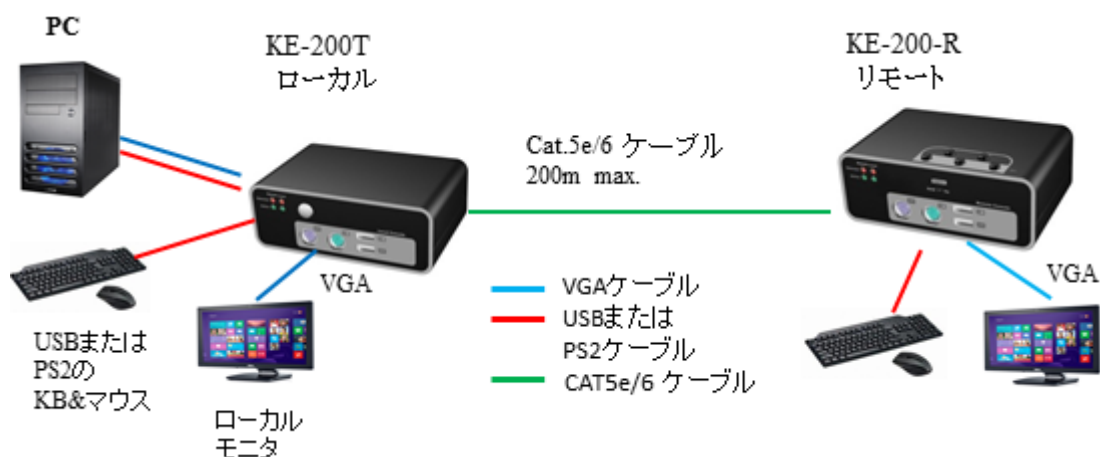 PC
KE-200T
ローカル
KE-200-R
リモート
Cat.5e/6 ケーブル
200m max.
VGA
USBまたは
PS2の
KB&マウス
ローカル
モニタ
VGAケーブル
USBまたは
PS2ケーブル
CAT5e/6 ケーブル
VGA